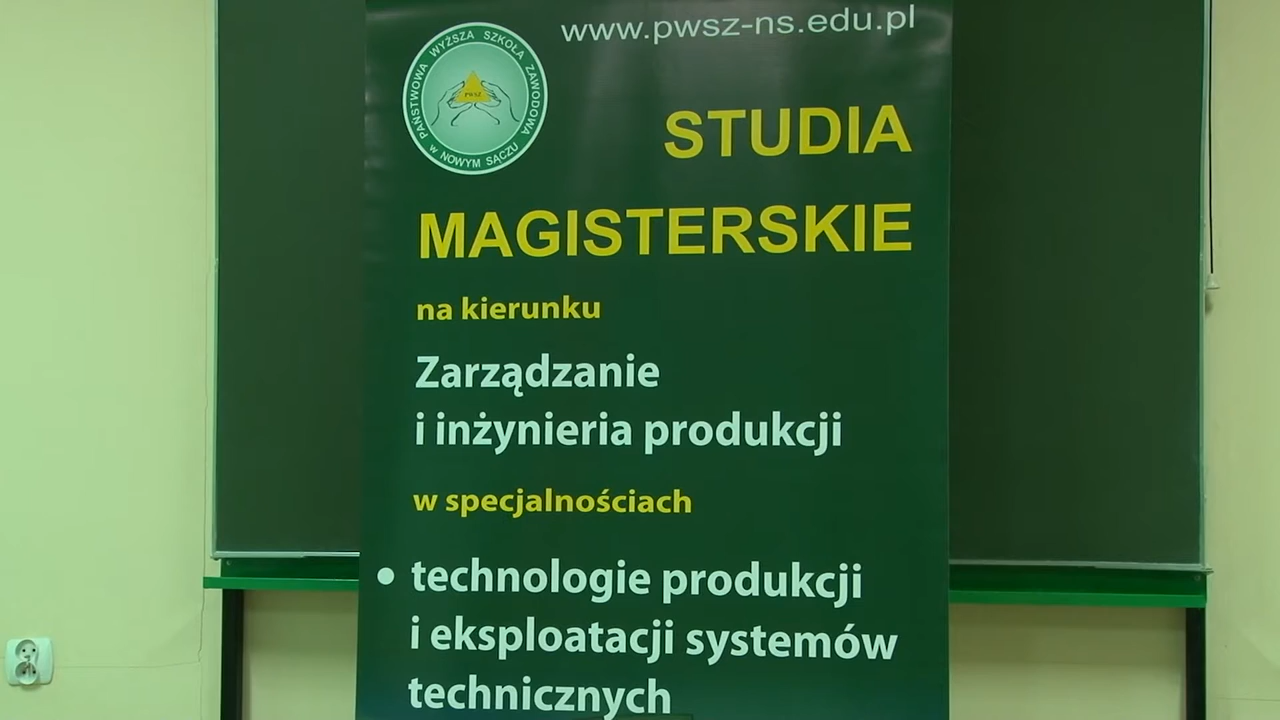 www.pwsz-ns.edu.pl
PAŃSTWOWA WYŻSZA SZKOŁA ZAWODOWA
w NOWYM SĄCZU
PWSZ
STUDIA
MAGISTERSKIE
na kierunku
Zarządzanie
i inżynieria produkcji
w specjalnościach
• technologie produkcji
i eksploatacji systemów
technicznych